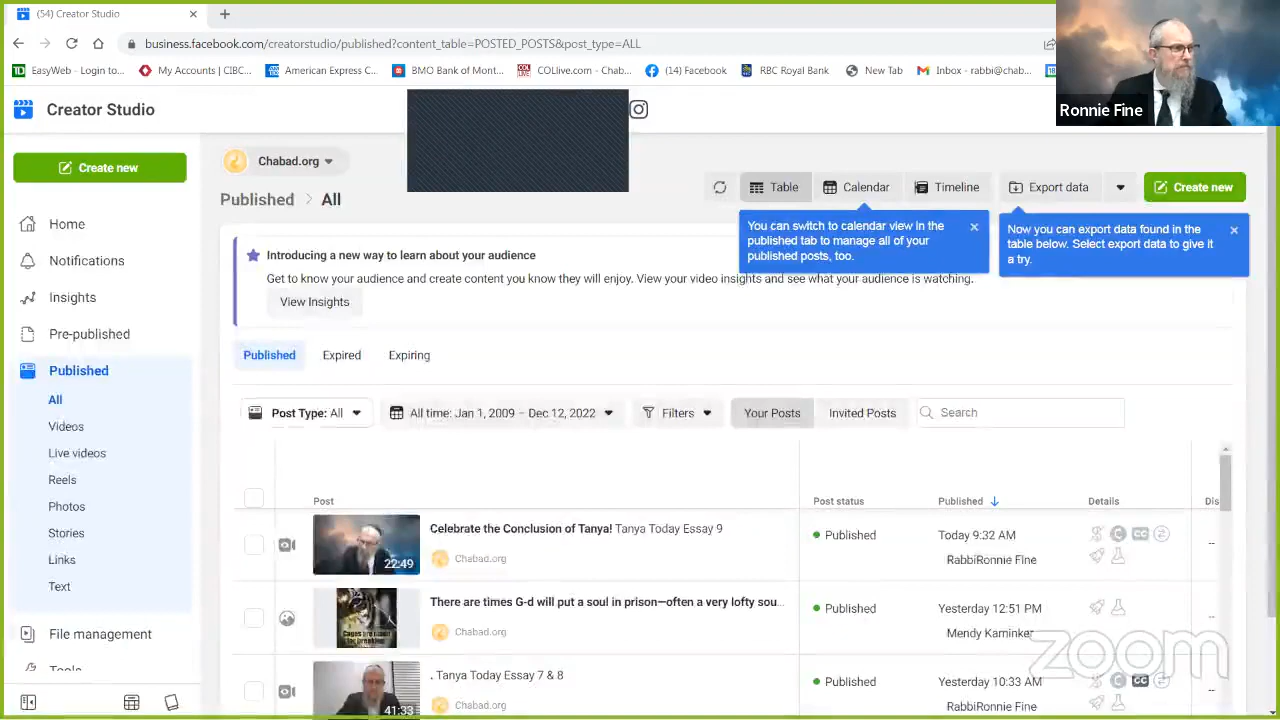 (54) Creator Studio
business.facebook.com/creatorstudio/published?content_table=POSTED_POSTS&post_type=ALL
EasyWeb - Login to...
My Accounts | CIBC...
American Express C...
BMO Bank of Mont...
COLlive.com - Chab...
(14) Facebook
RBC Royal Bank
New Tab
Inbox - rabbi@chab...
Ronnie Fine
Creator Studio
Create new
Chabad.org
Published > All
Table
Calendar
Timeline
Export data
Create new
You can switch to calendar view in the
published tab to manage all of your
published posts, too.
Now you can export data found in the
table below. Select export data to give it
a try.
Home
Notifications
Insights
Pre-published
Published
All
Videos
Live videos
Reels
Photos
Stories
Links
Text
File management
Tools
Introducing a new way to learn about your audience
Get to know your audience and create content you know they will enjoy. View your video insights and see what your audience is watching.
View Insights
Published
Expired
Expiring
Post Type: All
All time: Jan 1, 2009 – Dec 12, 2022
Filters
Your Posts
Invited Posts
Search
Post
Post status
Published
Details
Dis
22:49
Celebrate the Conclusion of Tanya! Tanya Today Essay 9
Chabad.org
Published
Today 9:32 AM
RabbiRonnie Fine
--
There are times G-d will put a soul in prison—often a very lofty sou...
Chabad.org
Published
Yesterday 12:51 PM
Mendy Kaminker
--
41:33
. Tanya Today Essay 7 & 8
Chabad.org
Published
Yesterday 10:33 AM
RabbiRonnie Fine
--
zoom